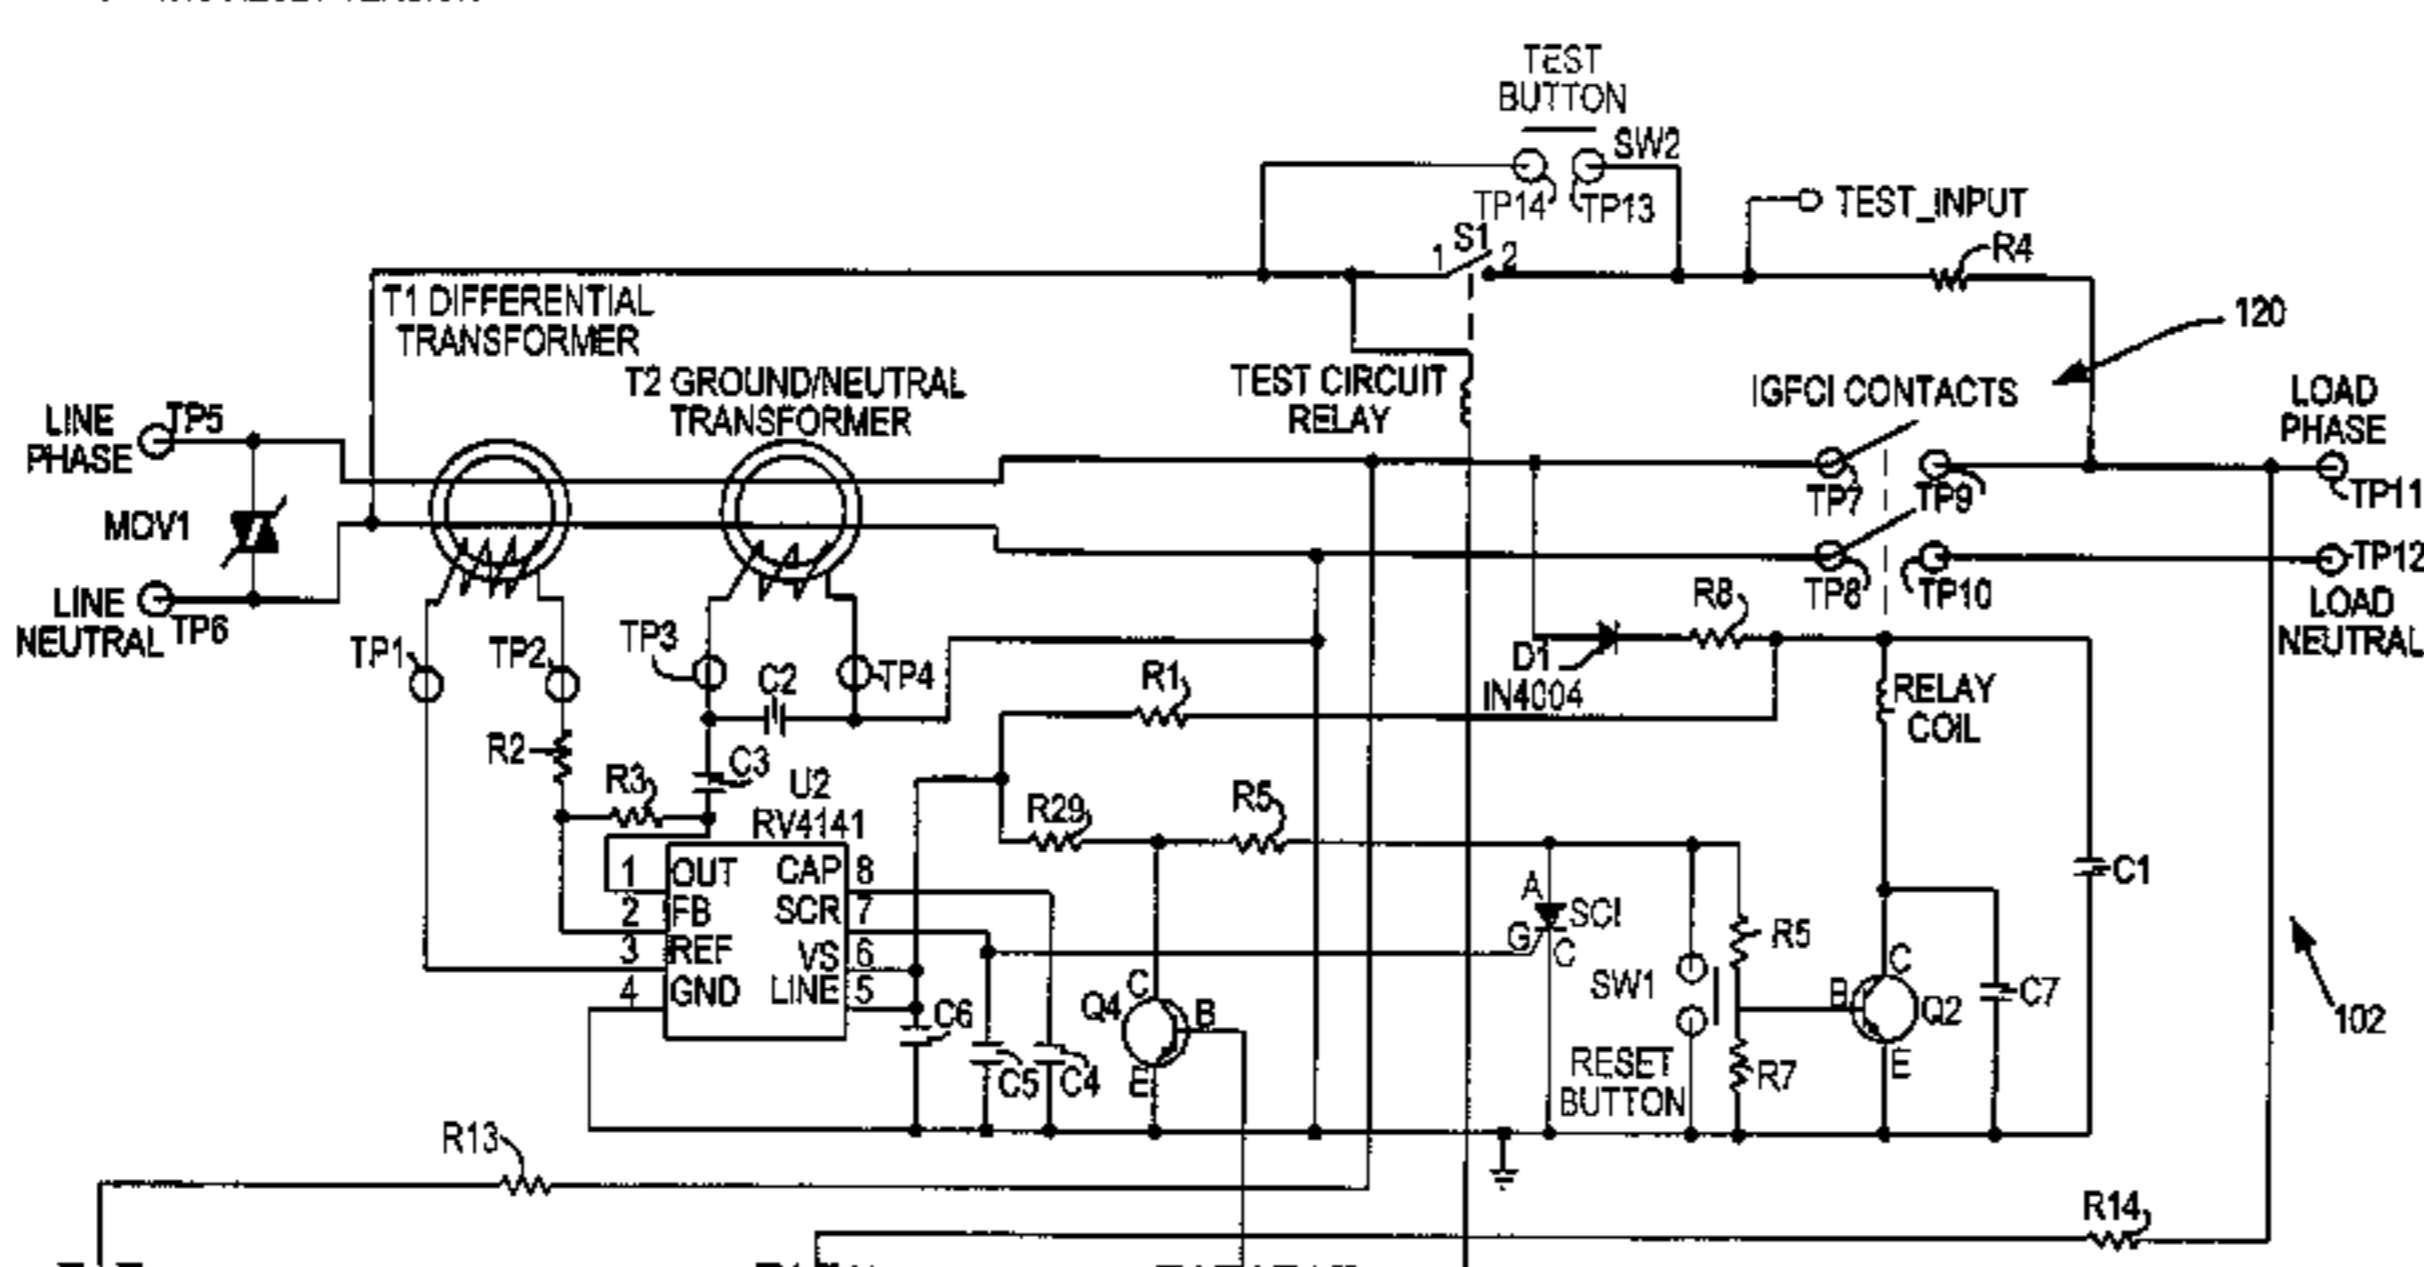 TEST
BUTTON
SW2
TP14
TP13
TEST_INPUT
S1
1
2
R4
T1 DIFFERENTIAL
TRANSFORMER
120
T2 GROUND/NEUTRAL
TRANSFORMER
TEST CIRCUIT
RELAY
IGFCI CONTACTS
LOAD
PHASE
LINE
PHASE
TP5
TP7
TP9
TP11
MOV1
LINE
NEUTRAL
TP6
TP8
TP10
TP12
LOAD
NEUTRAL
TP1
TP2
TP3
TP4
C2
R1
D1
IN4004
R8
RELAY
COIL
R2
R3
C3
U2
RV4141
R29
R5
C1
1 OUT CAP 8
2 FB SCR 7
3 REF VS 6
4 GND LINE 5
A
G
C
SCI
SW1
R5
C
B
Q2
E
C7
102
C6
C5
C4
Q4
C
B
E
RESET
BUTTON
R7
R13
R14